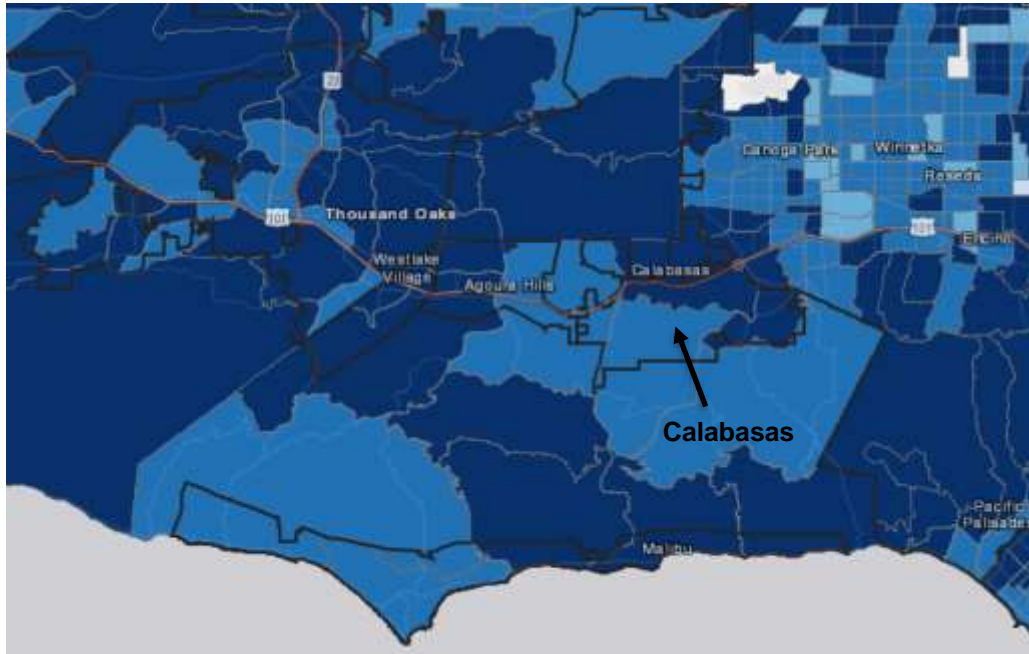 23
Canoga Park
Winnetka
Reseda
101
Thousand Oaks
101
Encino
Westlake
Village
Calabasas
Agoura Hills
Calabasas
Pacific
Palisades
Malibu